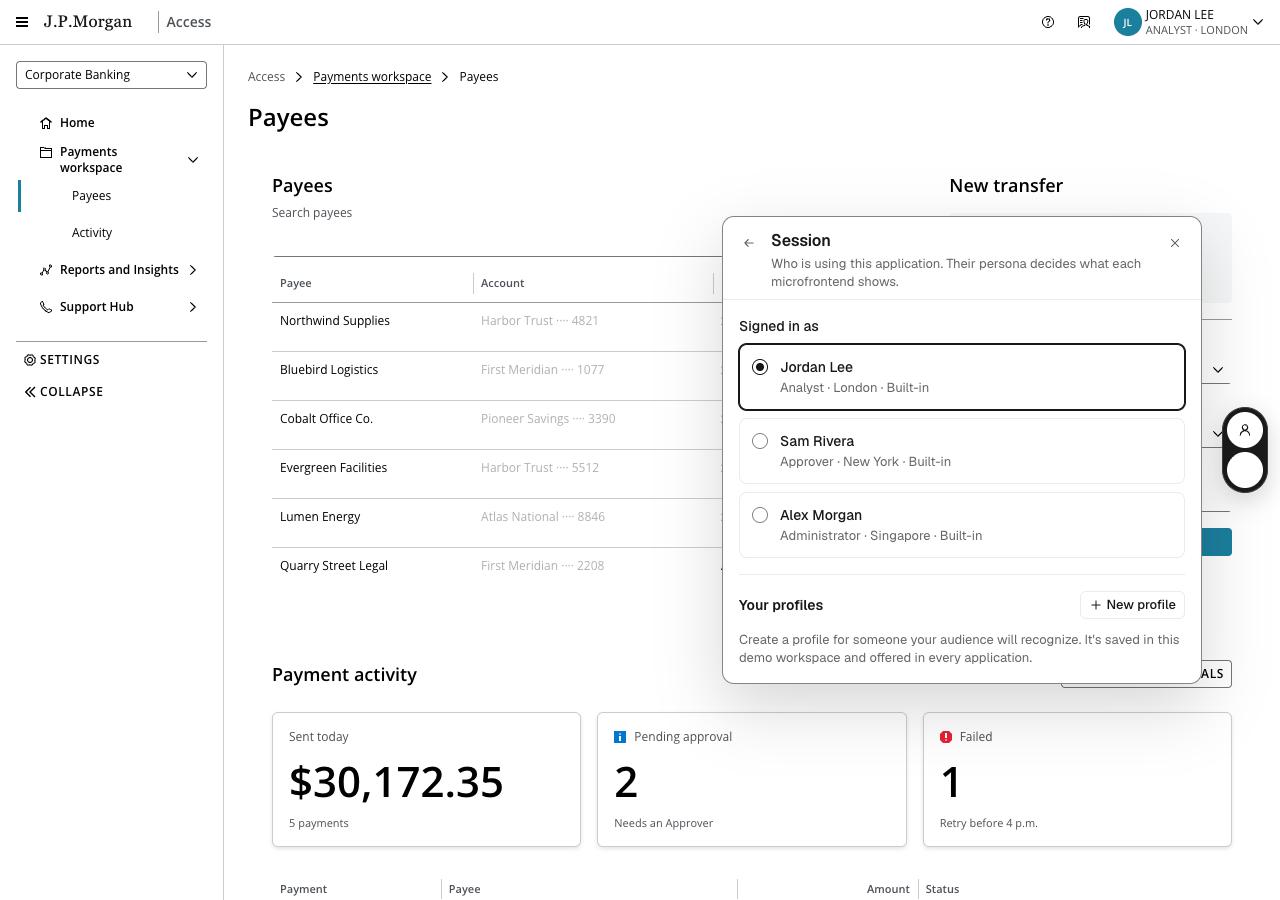 J.P.Morgan
Access
JL
JORDAN LEE
ANALYST · LONDON
Corporate Banking
Home
Payments workspace
Payees
Activity
Reports and Insights
Support Hub
SETTINGS
COLLAPSE
Access
Payments workspace
Payees
Payees
Payees
Search payees
New transfer
Payee
Account
Northwind Supplies
Harbor Trust ···· 4821
Bluebird Logistics
First Meridian ···· 1077
Cobalt Office Co.
Pioneer Savings ···· 3390
Evergreen Facilities
Harbor Trust ···· 5512
Lumen Energy
Atlas National ···· 8846
Quarry Street Legal
First Meridian ···· 2208
Session
Who is using this application. Their persona decides what each
microfrontend shows.
Signed in as
Jordan Lee
Analyst · London · Built-in
Sam Rivera
Approver · New York · Built-in
Alex Morgan
Administrator · Singapore · Built-in
Your profiles
New profile
Create a profile for someone your audience will recognize. It's saved in this
demo workspace and offered in every application.
Payment activity
Sent today
$30,172.35
5 payments
Pending approval
2
Needs an Approver
Failed
1
Retry before 4 p.m.
Payment
Payee
Amount
Status